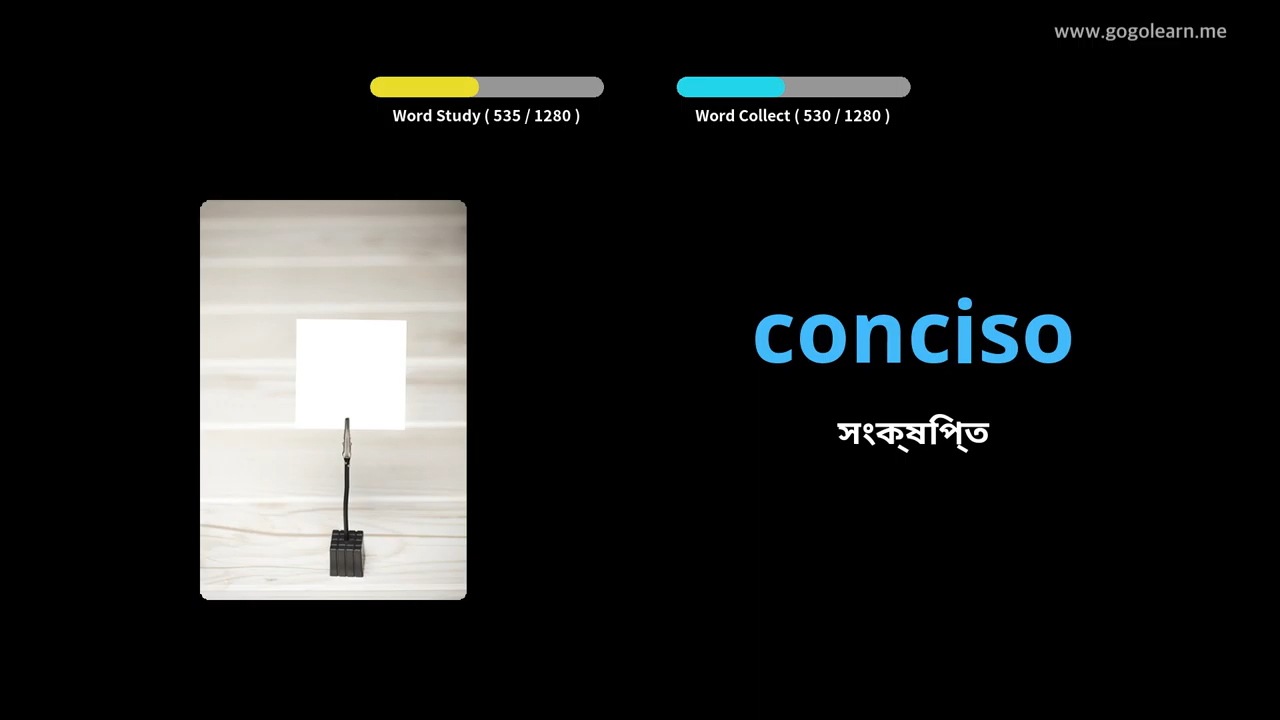 www.gogolearn.me
Word Study ( 535 / 1280 )
Word Collect ( 530 / 1280 )
conciso
সংক্ষিপ্ত